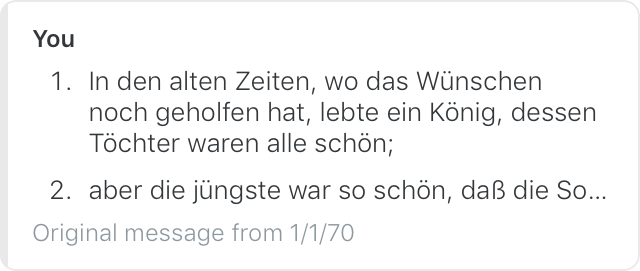 You
1. In den alten Zeiten, wo das Wünschen
noch geholfen hat, lebte ein König, dessen
Töchter waren alle schön;
2. aber die jüngste war so schön, daß die So...
Original message from 1/1/70